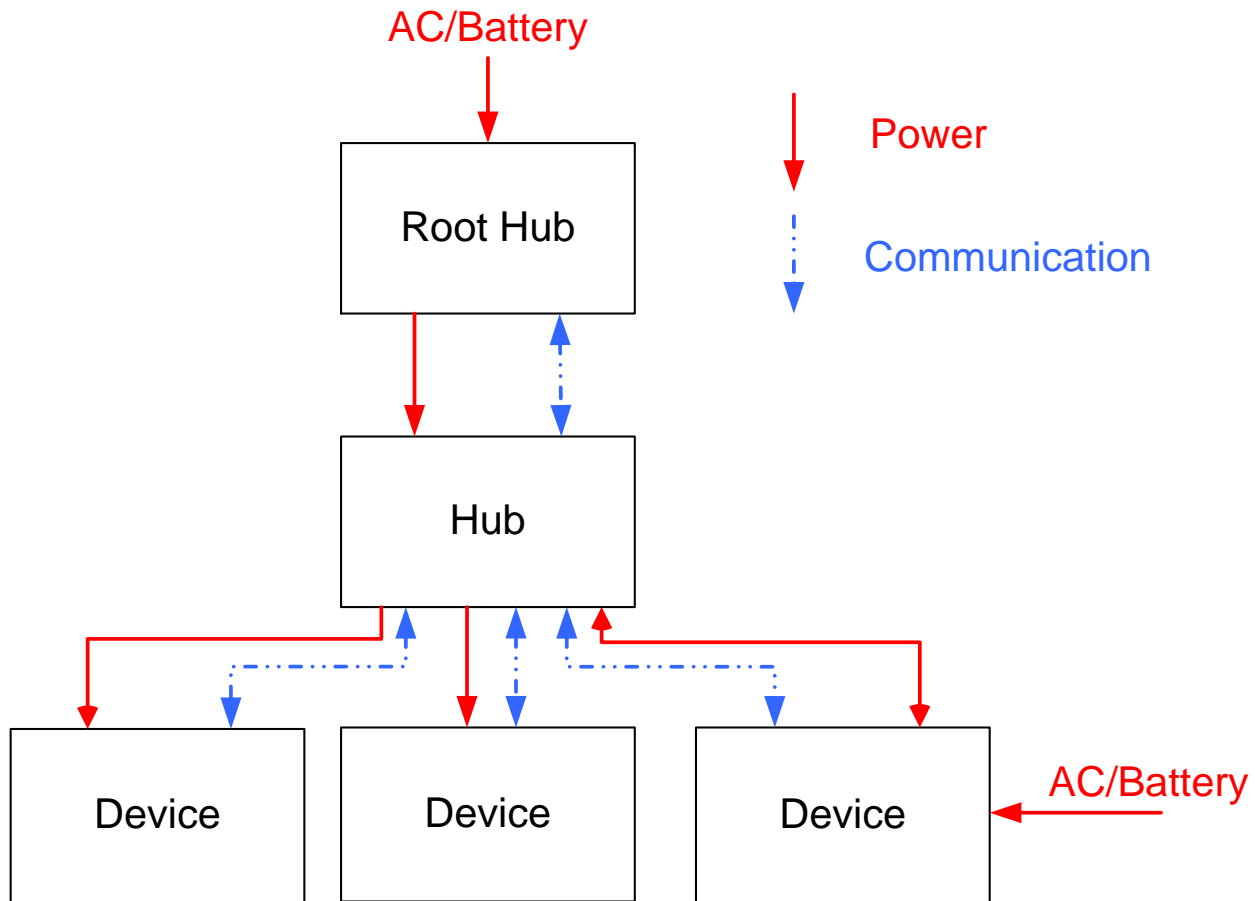 AC/Battery
Power
Root Hub
Communication
Hub
Device
Device
Device
AC/Battery